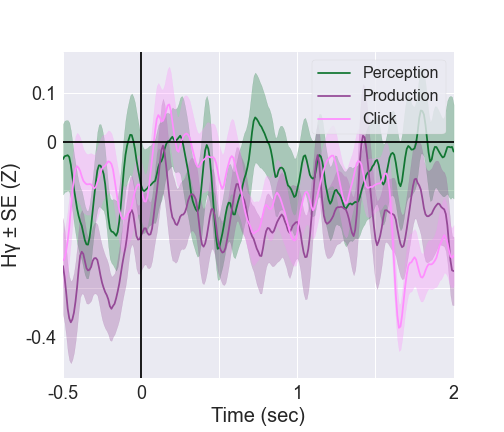 Perception
Production
Click
0.1
0
-0.4
Hγ ± SE (Z)
-0.5
0
1
2
Time (sec)